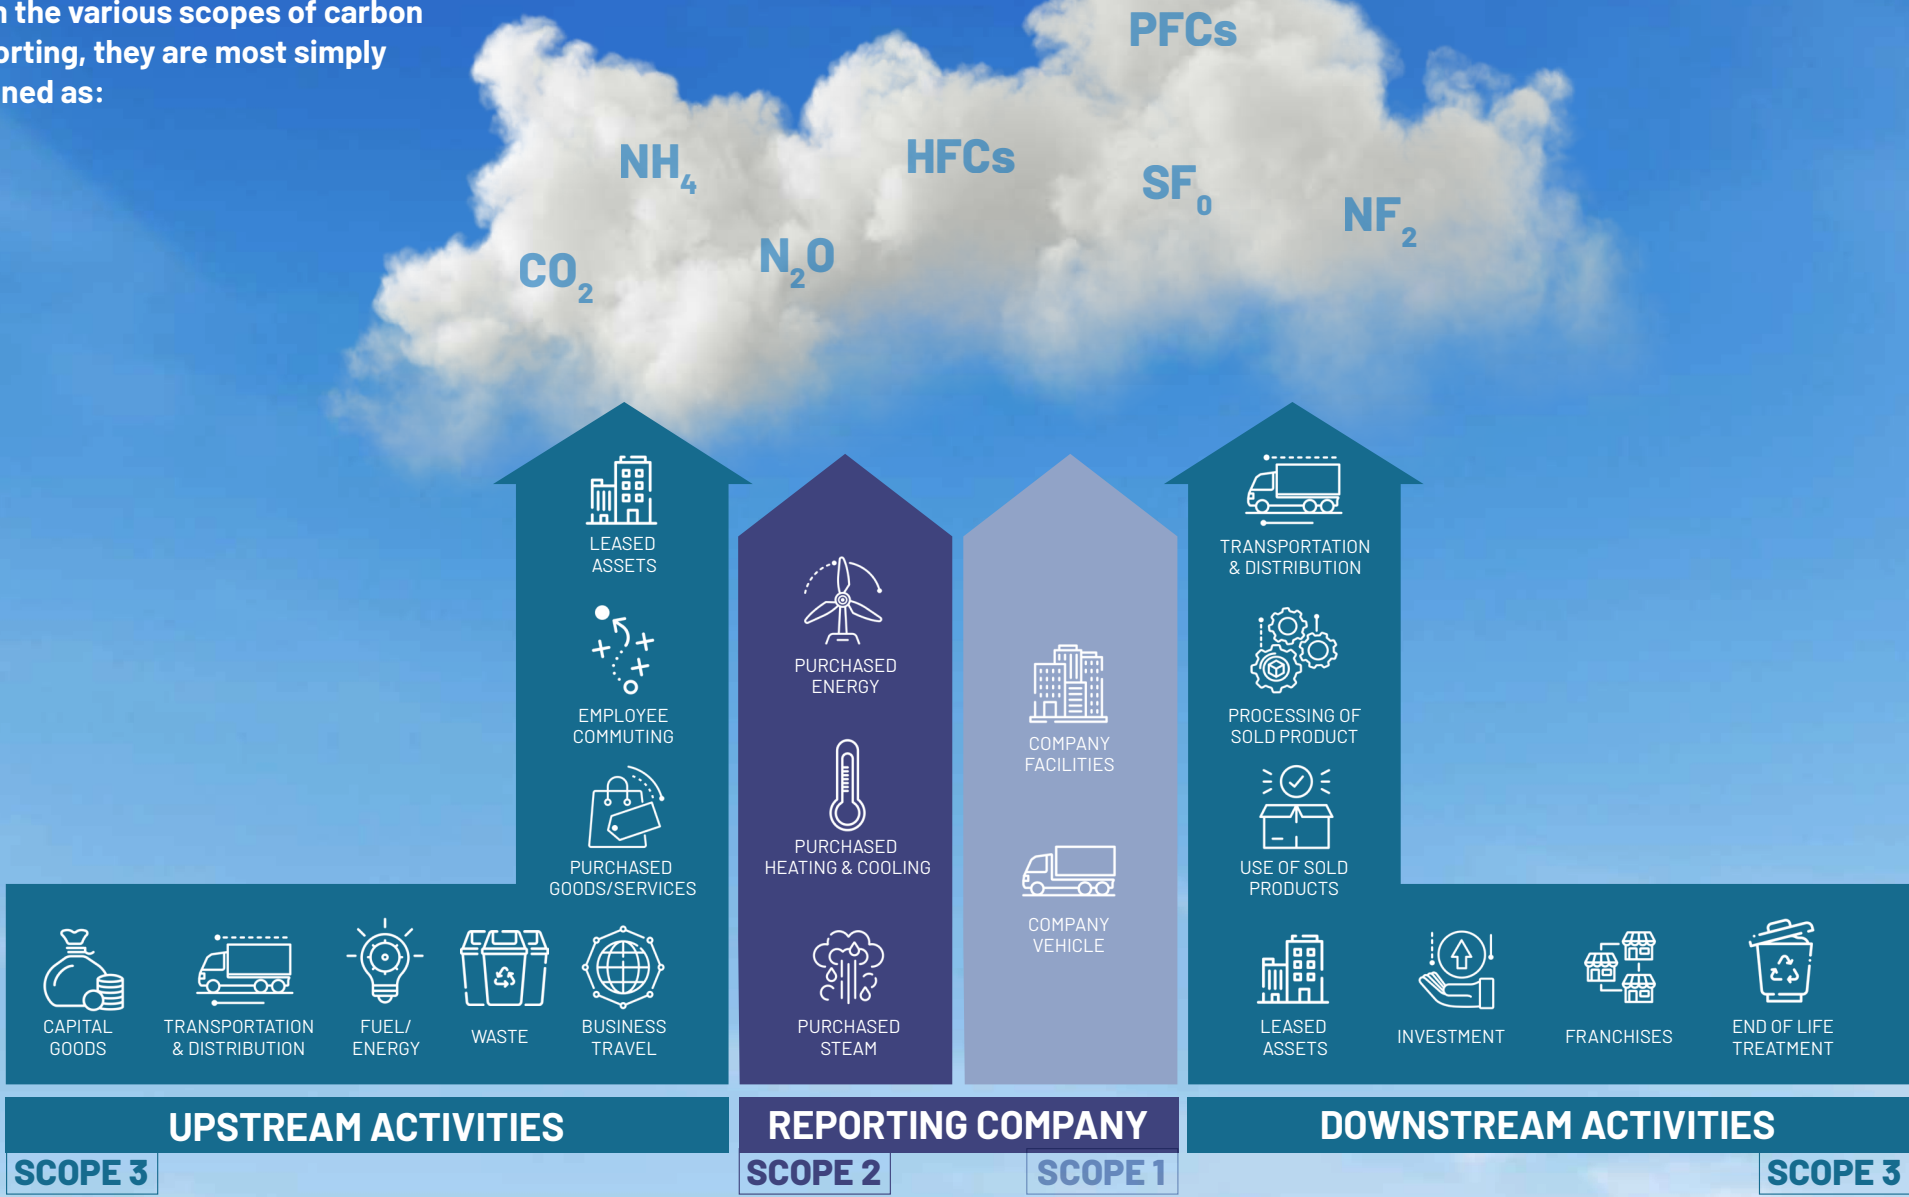 the various scopes of carbon
orting, they are most simply
ned as:
PFCs
NH₄
HFCs
SF₀
NF₂
N₂O
CO₂
LEASED
ASSETS
EMPLOYEE
COMMUTING
PURCHASED
GOODS/SERVICES
CAPITAL
GOODS
TRANSPORTATION
& DISTRIBUTION
FUEL/
ENERGY
WASTE
BUSINESS
TRAVEL
PURCHASED
ENERGY
PURCHASED
HEATING & COOLING
PURCHASED
STEAM
COMPANY
FACILITIES
COMPANY
VEHICLE
TRANSPORTATION
& DISTRIBUTION
PROCESSING OF
SOLD PRODUCT
USE OF SOLD
PRODUCTS
LEASED
ASSETS
INVESTMENT
FRANCHISES
END OF LIFE
TREATMENT
UPSTREAM ACTIVITIES
REPORTING COMPANY
DOWNSTREAM ACTIVITIES
SCOPE 3
SCOPE 2
SCOPE 1
SCOPE 3